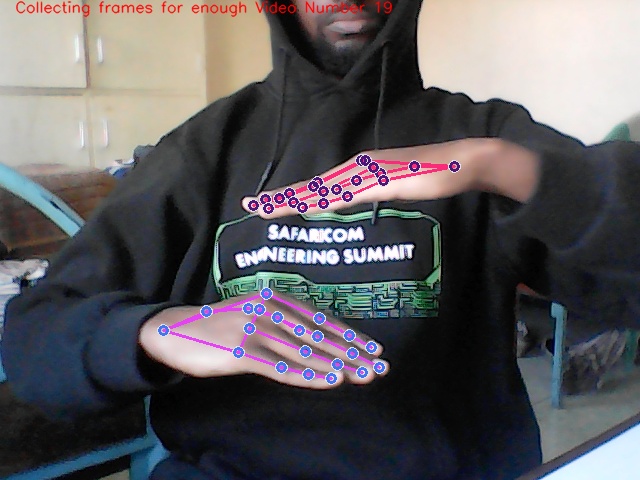 Collecting frames for enough Video Number 19
SAFARICOM
ENGINEERING SUMMIT